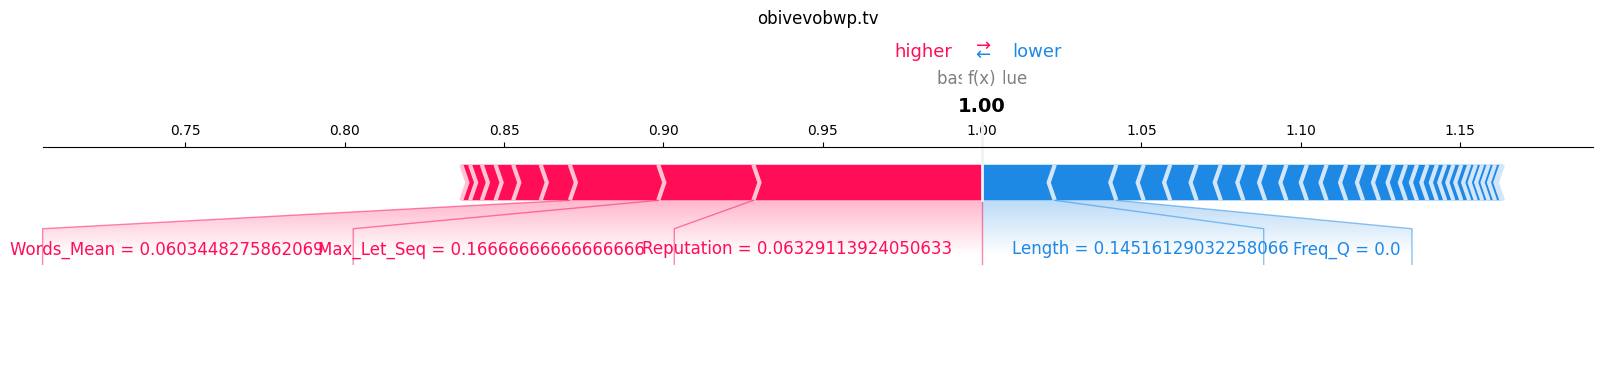 obivevobwp.tv
higher → lower
←
bas f(x) lue
1.00
0.75 0.80 0.85 0.90 0.95 1.00 1.05 1.10 1.15
Words_Mean = 0.0603448275862069 Max_Let_Seq = 0.16666666666666666 Reputation = 0.06329113924050633 Length = 0.14516129032258066 Freq_Q = 0.0